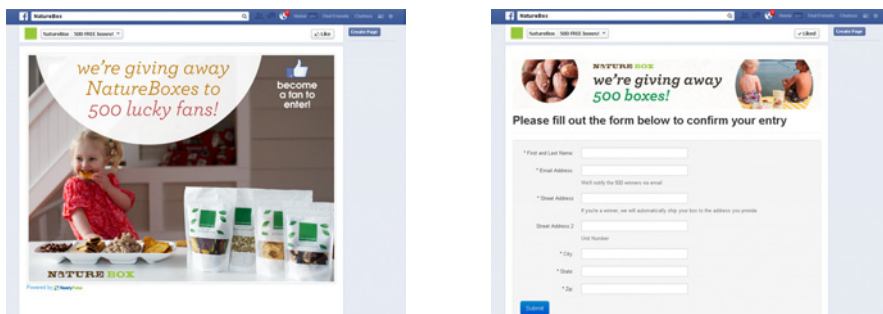 NatureBox
NatureBox 500 FREE boxes!
Like
Create Page
we're giving away
NatureBoxes to
500 lucky fans!
become
a fan to
enter!
NATURE BOX
Powered by
NatureBox
NatureBox 500 FREE boxes!
Liked
Create Page
NATURE BOX
we're giving away
500 boxes!
Please fill out the form below to confirm your entry
* First and Last Name
* Email Address
We'll notify the 500 winners via email
* Street Address
If you're a winner, we will automatically ship your box to the address you provide
Street Address 2
Unit Number
* City
* State
* Zip
Submit